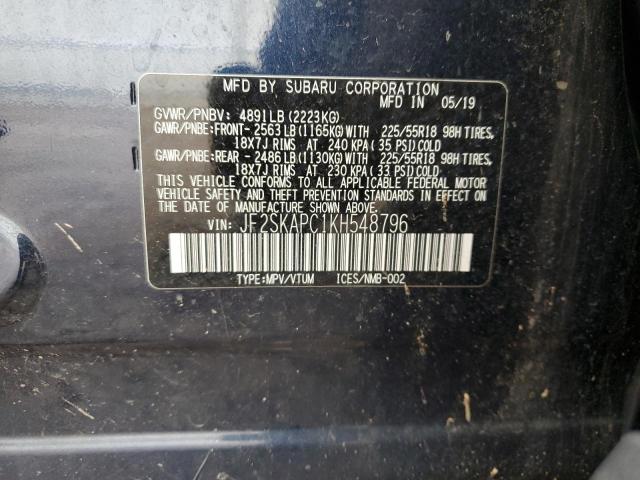 MFD BY SUBARU CORPORATION
MFD IN 05/19
GVWR/PNBV: 4891LB (2223KG)
GAWR/PNBE:FRONT-2563LB(1165KG)WITH 225/55R18 98H TIRES,
18X7J RIMS AT 240 KPA(35 PSI)COLD
GAWR/PNBE:REAR -2486LB(1130KG)WITH 225/55R18 98H TIRES,
18X7J RIMS AT 230 KPA(33 PSI)COLD
THIS VEHICLE CONFORMS TO ALL APPLICABLE FEDERAL MOTOR
VEHICLE SAFETY AND THEFT PREVENTION STANDARDS IN EFFECT
ON THE DATE OF MANUFACTURE SHOWN ABOVE.
VIN: JF2SKAPC1KH548796
TYPE:MPV/VTUM ICES/NMB-002